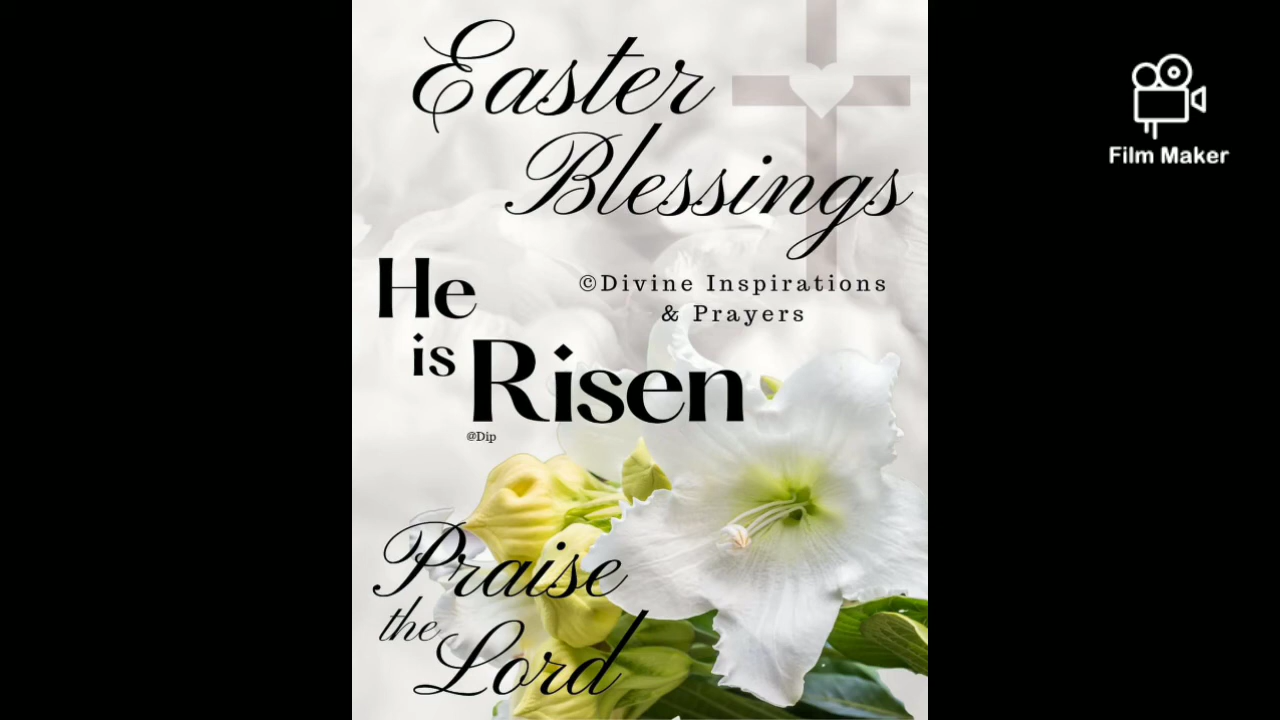 Easter
Blessings
He
is Risen
©Divine Inspirations
& Prayers
@Dip
Praise
the
Lord
Film Maker